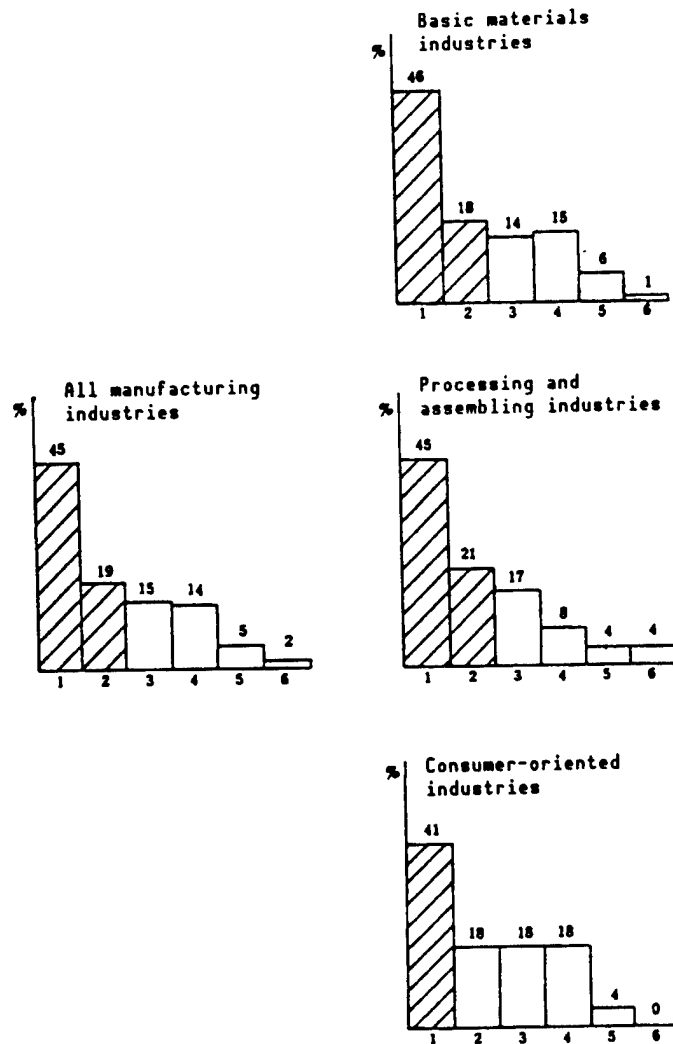 Basic materials
industries
%
46
18
14
15
6
1
1 2 3 4 5 6
All manufacturing
industries
%
45
19
15
14
5
2
1 2 3 4 5 6
Processing and
assembling industries
%
45
21
17
8
4
4
1 2 3 4 5 6
Consumer-oriented
industries
%
41
18
18
18
4
0
1 2 3 4 5 6